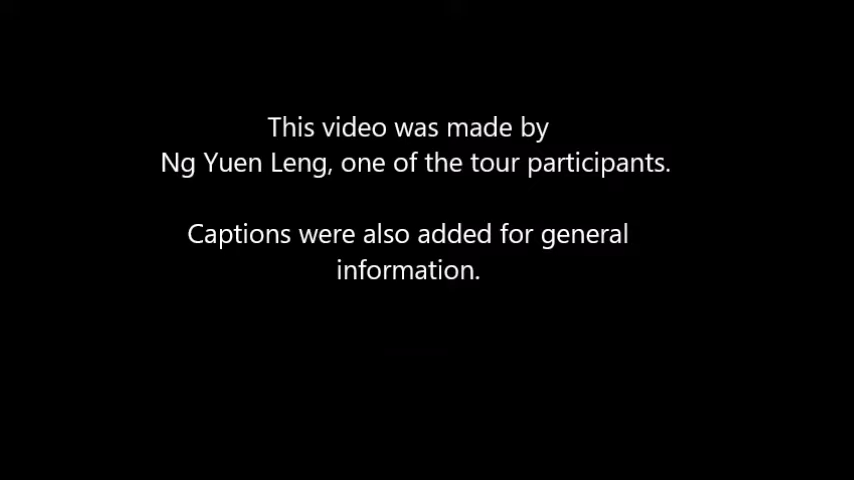 This video was made by
Ng Yuen Leng, one of the tour participants.
Captions were also added for general
information.